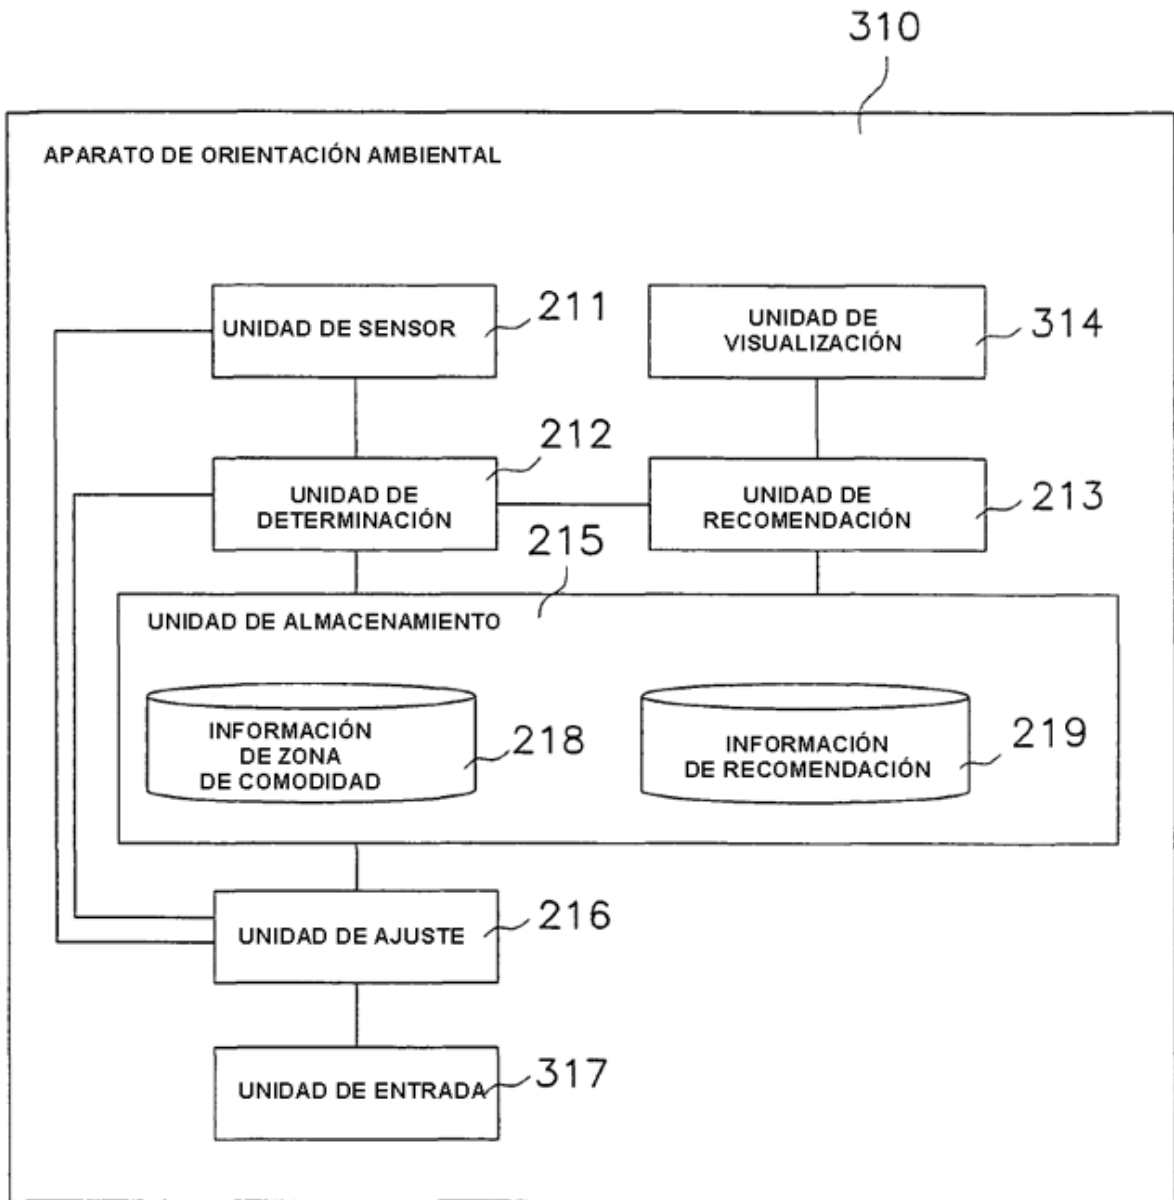 310
APARATO DE ORIENTACIÓN AMBIENTAL
UNIDAD DE SENSOR
211
UNIDAD DE
VISUALIZACIÓN
314
212
UNIDAD DE
DETERMINACIÓN
UNIDAD DE
RECOMENDACIÓN
213
215
UNIDAD DE ALMACENAMIENTO
INFORMACIÓN
DE ZONA
DE COMODIDAD
218
INFORMACIÓN
DE RECOMENDACIÓN
219
UNIDAD DE AJUSTE
216
UNIDAD DE ENTRADA
317